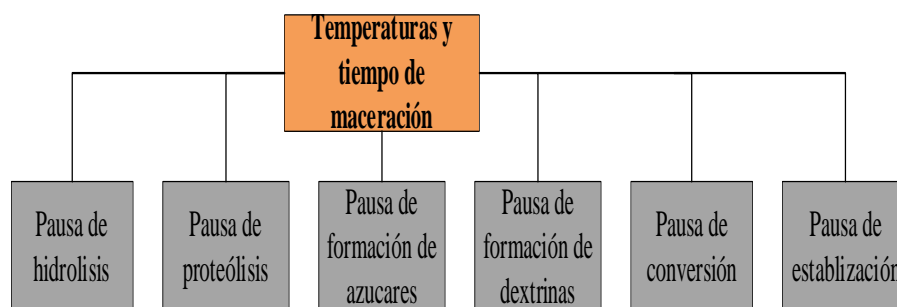 Temperaturas y
tiempo de
maceración
Pausa de
hidrolisis
Pausa de
proteólisis
Pausa de
formación de
azucares
Pausa de
formación de
dextrinas
Pausa de
conversión
Pausa de
establización